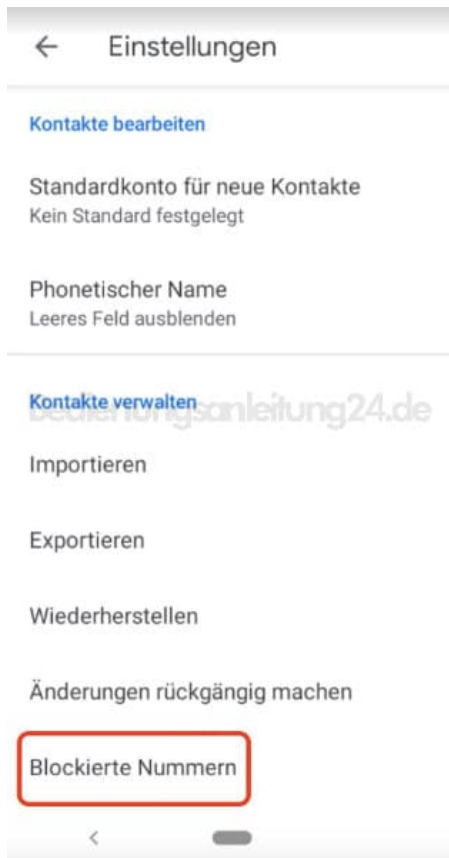 Einstellungen
Kontakte bearbeiten
Standardkonto für neue Kontakte
Kein Standard festgelegt
Phonetischer Name
Leeres Feld ausblenden
Kontakte verwalten
bedienungsanleitung24.de
Importieren
Exportieren
Wiederherstellen
Änderungen rückgängig machen
Blockierte Nummern